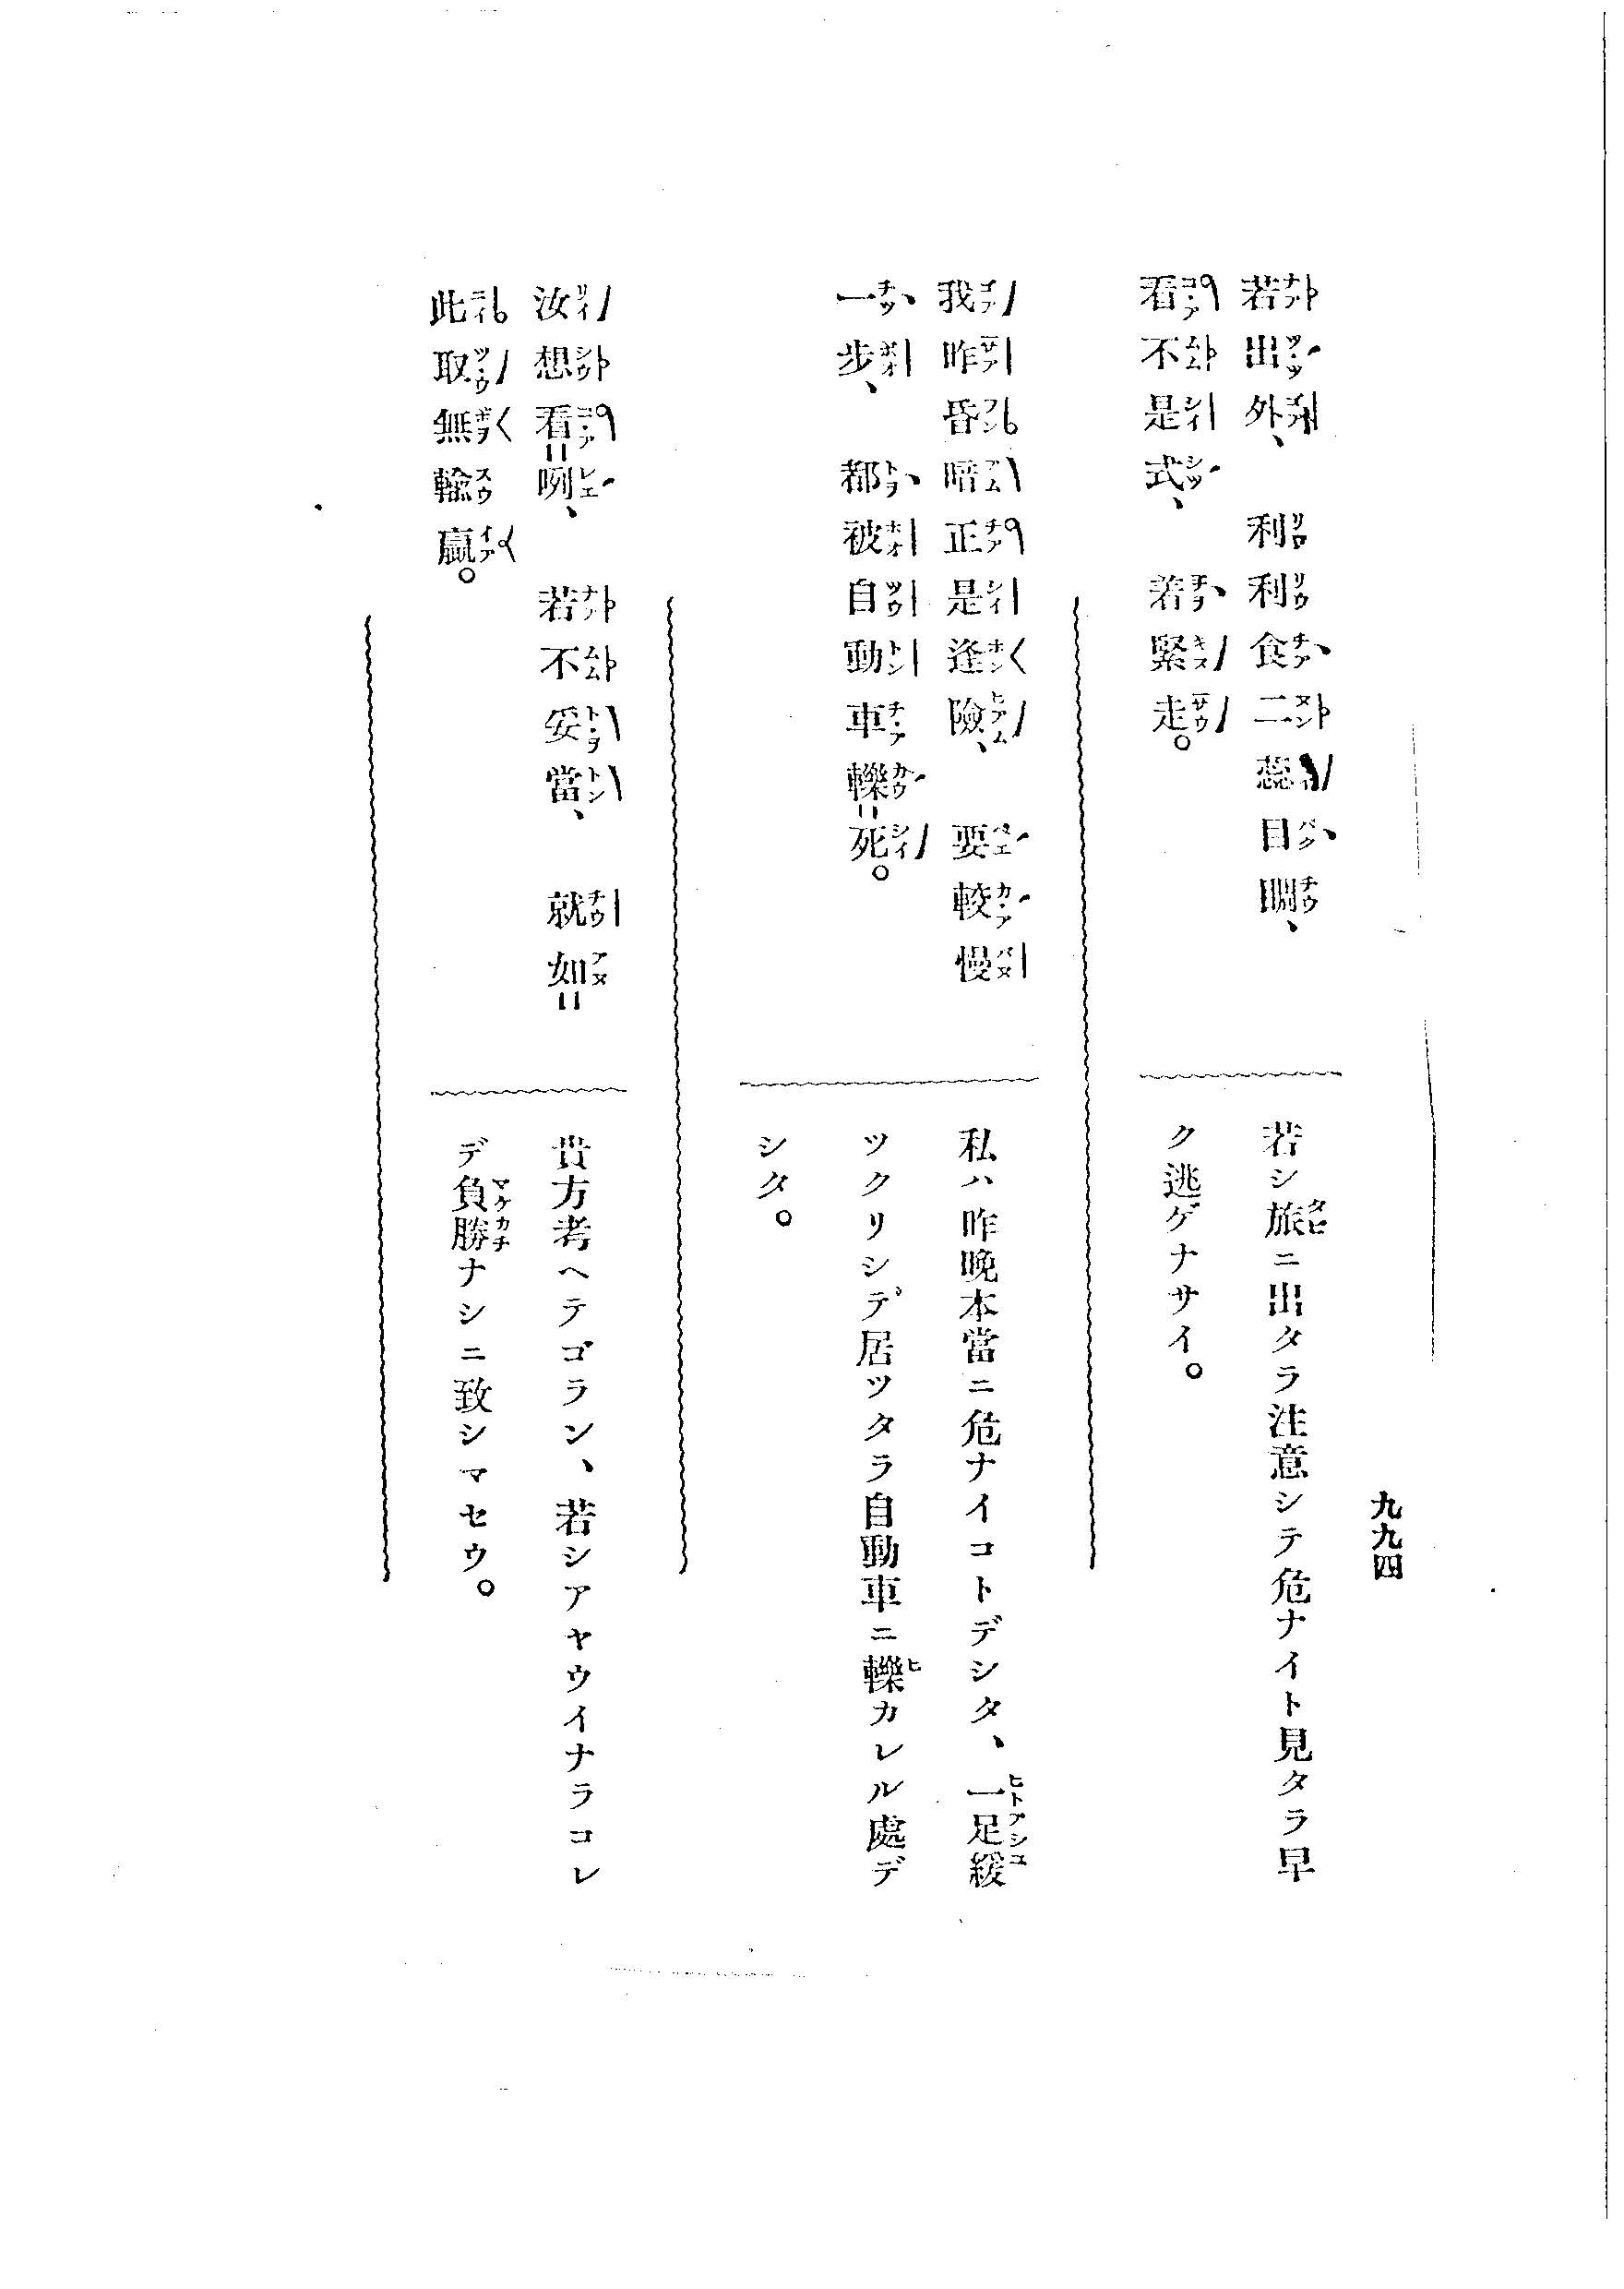 九九四
若出外、利利食二蕊目瞯、
看不是式、著緊走。
若シ旅ニ出タラ注意シテ危ナイト見タラ早
ク逃ゲナサイ。
我昨昏暗正是逢險、要較慢
一步、都被自動車轢＝死。
私ハ昨晚本當ニ危ナイコトデシタ、一足緩
ツクリシデ居ツタラ自動車ニ轢カレル處デ
シタ。
汝想看＝咧、若不妥當、就如＝
此取無輸贏。
貴方考ヘテゴラン、若シアヤウイナラコレ
デ負勝ナシニ致シマセウ。